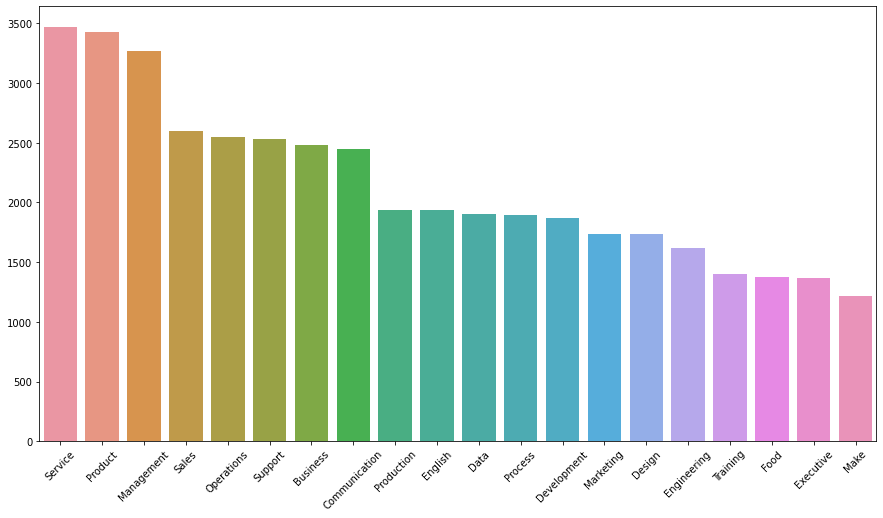 3500
3000
2500
2000
1500
1000
500
0
Service
Product
Management
Sales
Operations
Support
Business
Communication
Production
English
Data
Process
Development
Marketing
Design
Engineering
Training
Food
Executive
Make